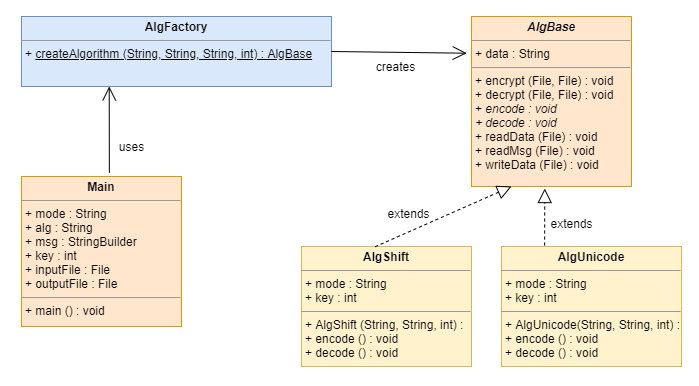 AlgFactory
+ createAlgorithm (String, String, String, int) : AlgBase
creates
AlgBase
+ data : String
+ encrypt (File, File) : void
+ decrypt (File, File) : void
+ encode : void
+ decode : void
+ readData (File) : void
+ readMsg (File) : void
+ writeData (File) : void
uses
Main
+ mode : String
+ alg : String
+ msg : StringBuilder
+ key : int
+ inputFile : File
+ outputFile : File
+ main () : void
extends
extends
AlgShift
+ mode : String
+ key : int
+ AlgShift (String, String, int) :
+ encode () : void
+ decode () : void
AlgUnicode
+ mode : String
+ key : int
+ AlgUnicode(String, String, int) :
+ encode () : void
+ decode () : void